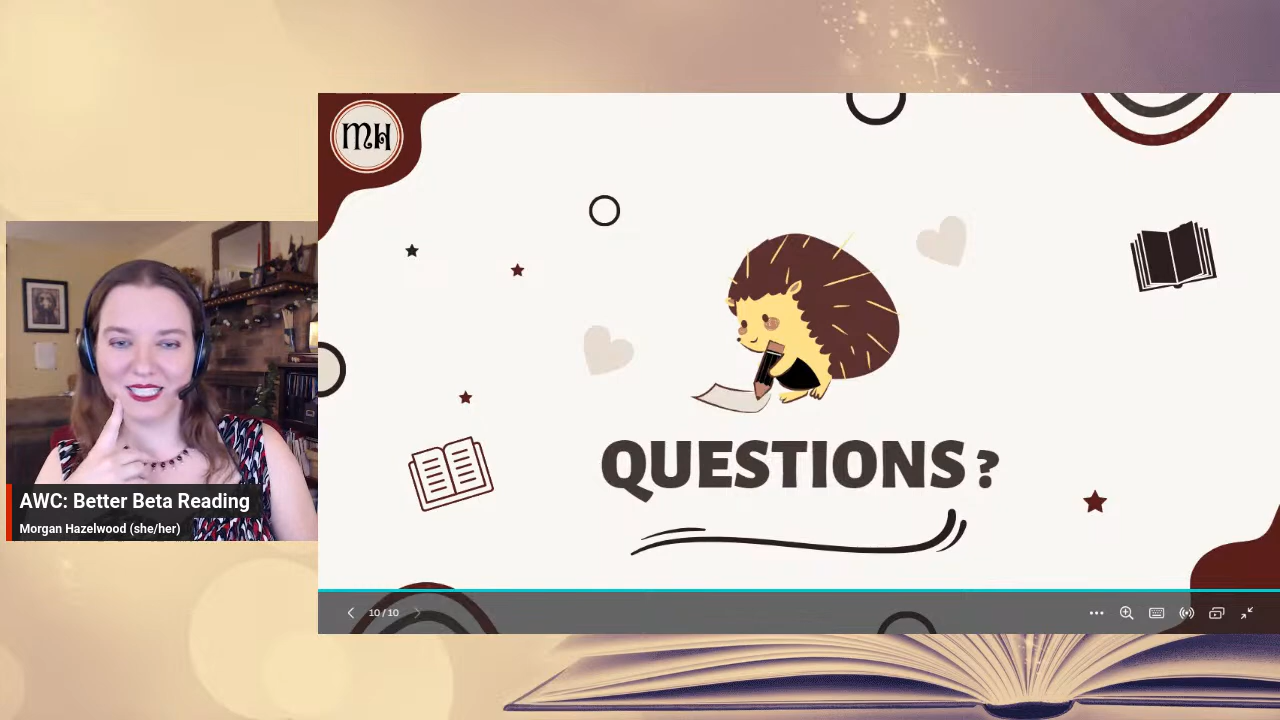 MH
QUESTIONS?
AWC: Better Beta Reading
Morgan Hazelwood (she/her)
10/10